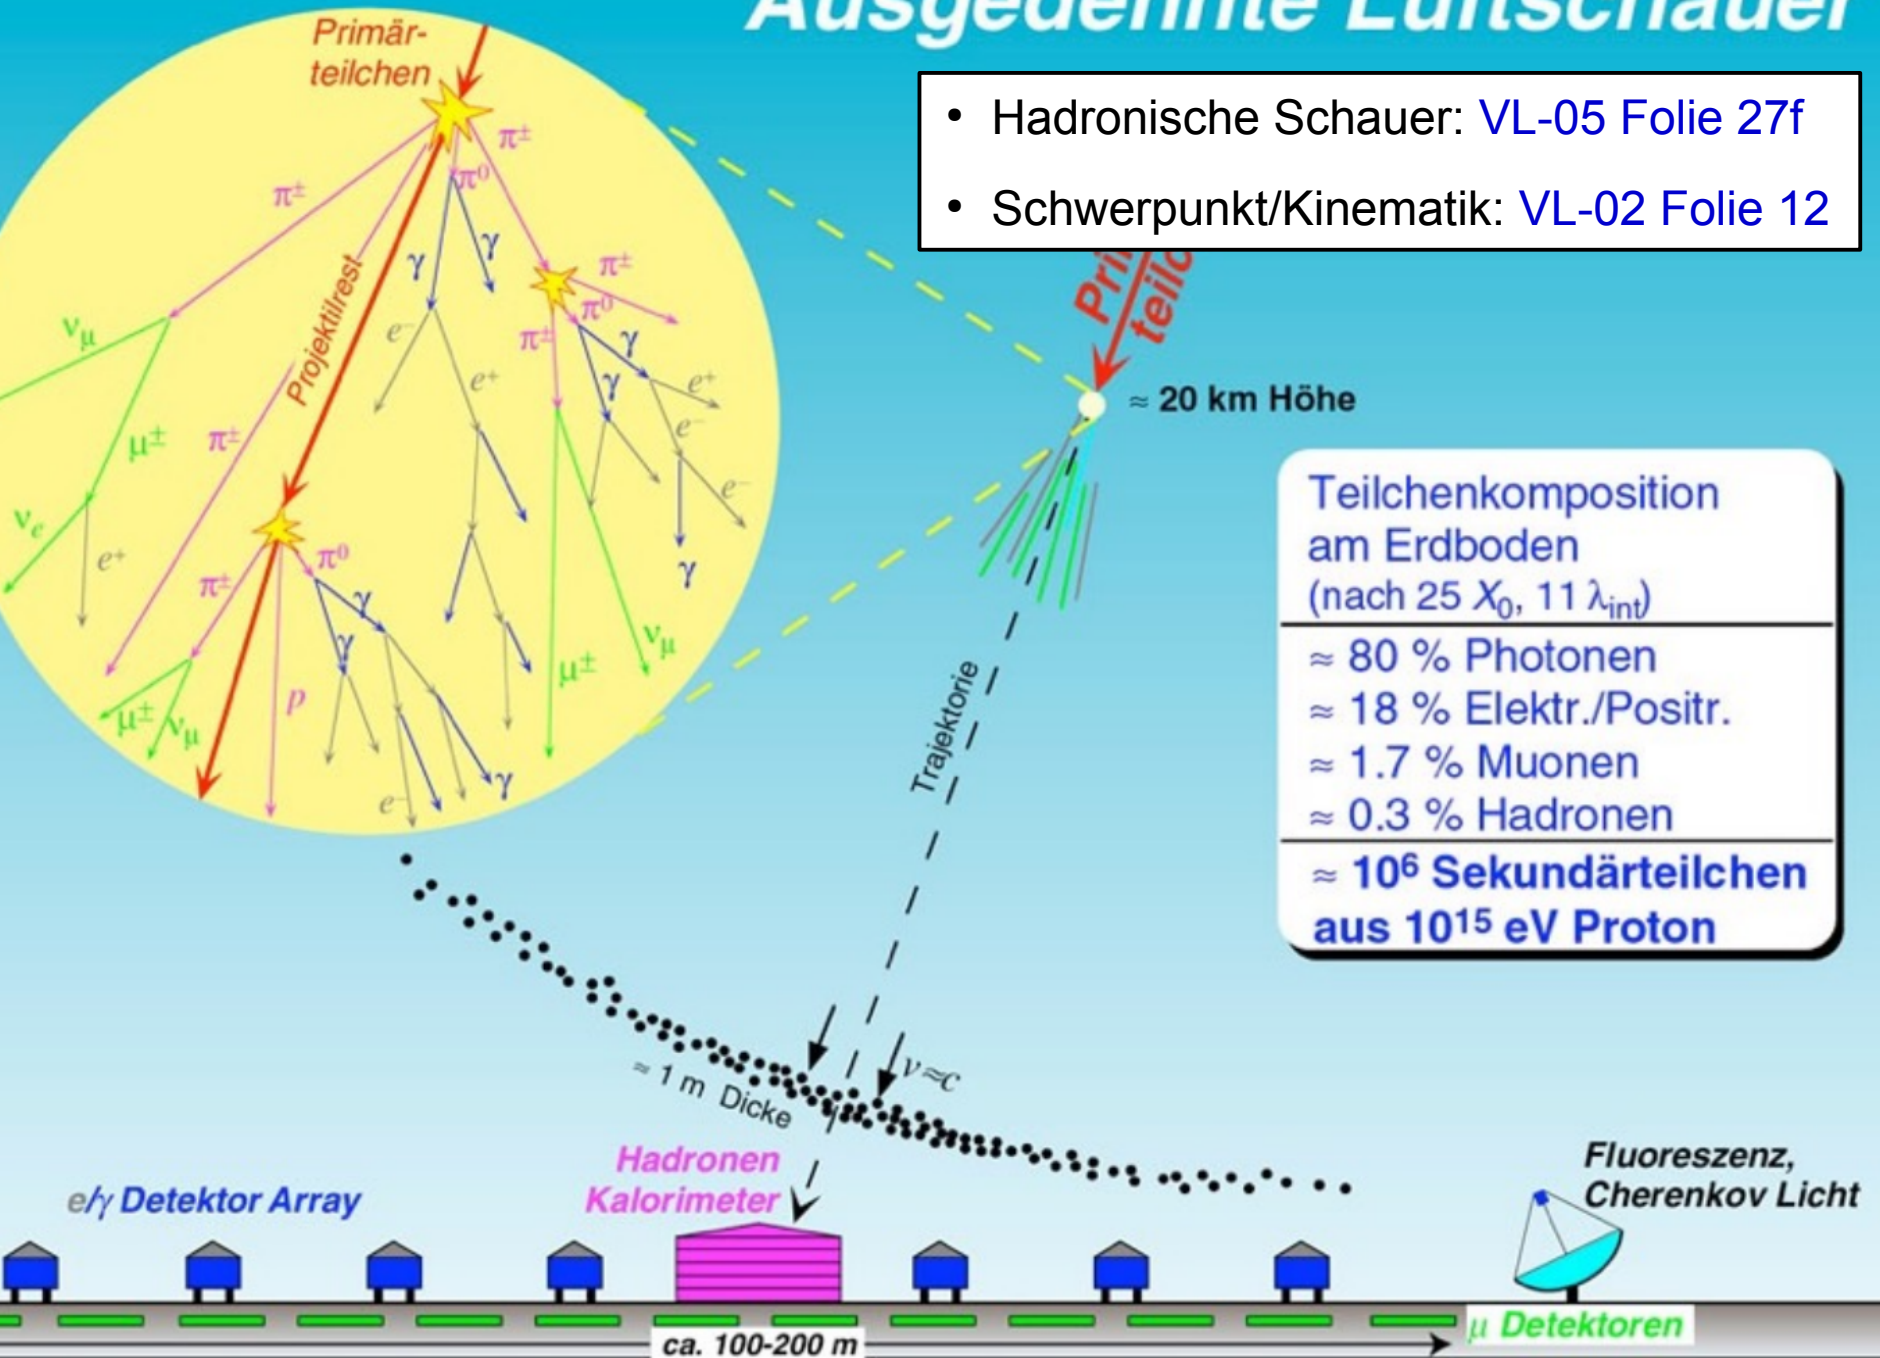 Ausgedehnte Luftschauer
• Hadronische Schauer: VL-05 Folie 27f
• Schwerpunkt/Kinematik: VL-02 Folie 12
Primär-
teilchen
π±
π⁰
π±
γ
γ
π±
π⁰
π±
Projektilrest
νμ
e⁻
γ
e⁺
γ
e⁺
μ±
π±
e⁻
e⁻
νe
e⁺
π⁰
π±
γ
γ
γ
νμ
μ±
p
μ±
νμ
γ
e⁻
≈ 20 km Höhe
Trajektorie
Teilchenkomposition
am Erdboden
(nach 25 X₀, 11 λint)
≈ 80 % Photonen
≈ 18 % Elektr./Positr.
≈ 1.7 % Muonen
≈ 0.3 % Hadronen
≈ 10⁶ Sekundärteilchen
aus 10¹⁵ eV Proton
≈ 1 m Dicke
v≈c
e/γ Detektor Array
Hadronen
Kalorimeter
Fluoreszenz,
Cherenkov Licht
μ Detektoren
ca. 100-200 m